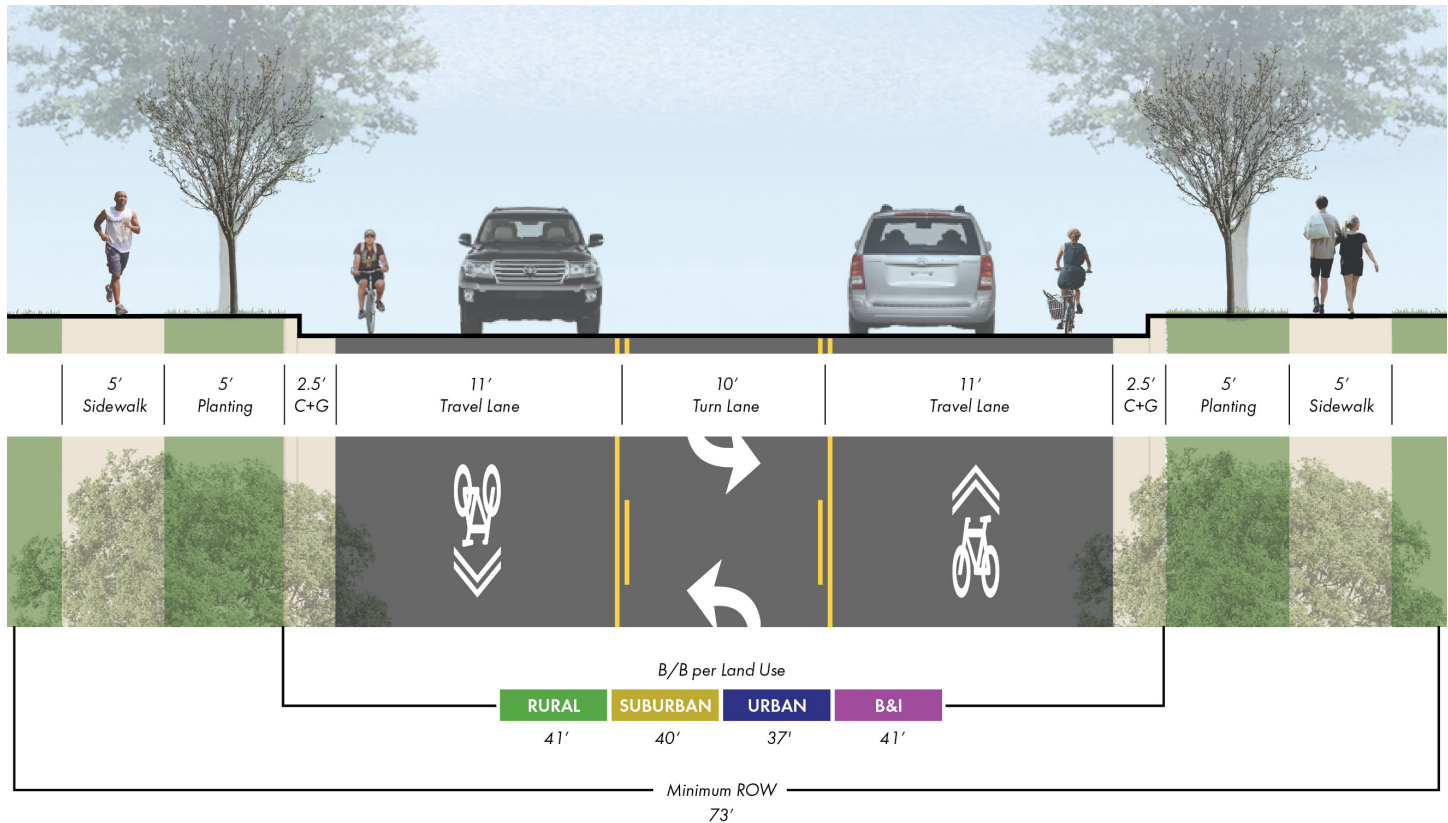 5’ 5’ 2.5’ 11’ 10’ 11’ 2.5’ 5’ 5’
Sidewalk Planting C+G Travel Lane Turn Lane Travel Lane C+G Planting Sidewalk
B/B per Land Use
RURAL SUBURBAN URBAN B&I
41’ 40’ 37' 41’
Minimum ROW
73’